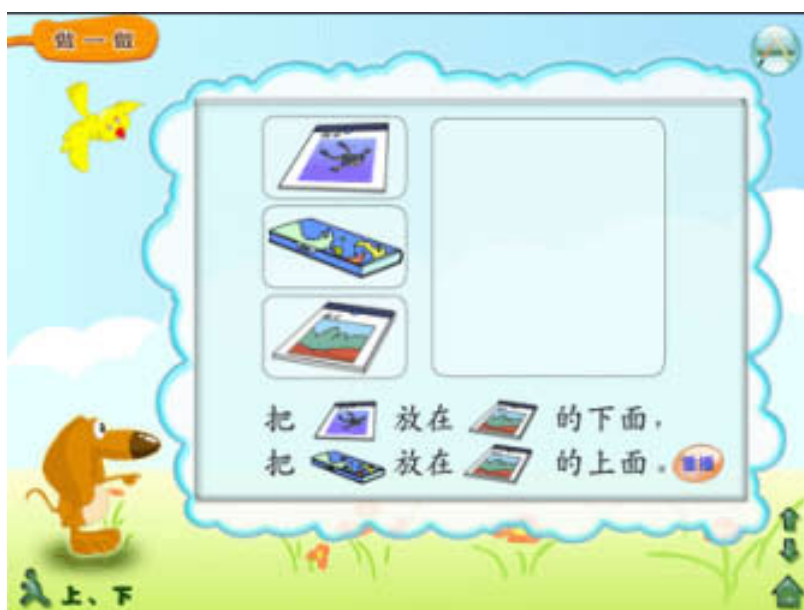 做一做
把 放在 的下面，
把 放在 的上面。重播
上、下